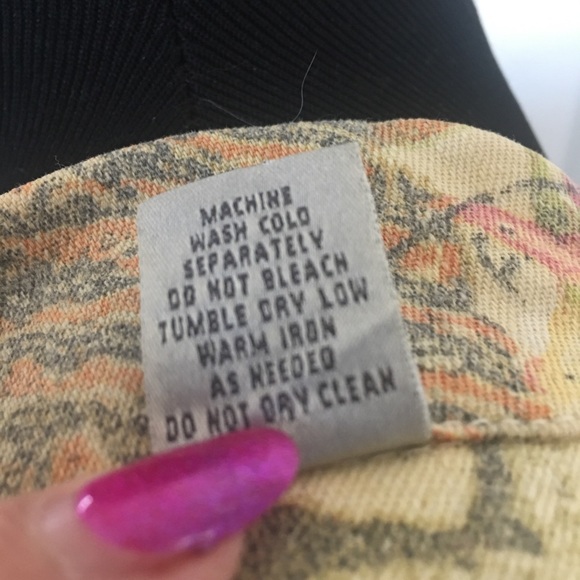 MACHINE
WASH COLD
SEPARATELY
DO NOT BLEACH
TUMBLE DRY LOW
WARM IRON
AS NEEDED
DO NOT DRY CLEAN